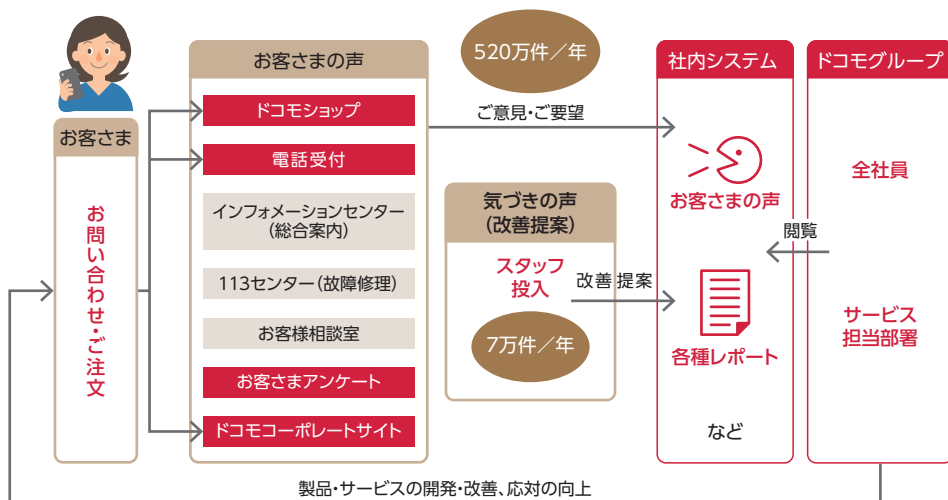 お客さま
お問い合わせ・ご注文
お客さまの声
ドコモショップ
電話受付
インフォメーションセンター
(総合案内)
113センター(故障修理)
お客様相談室
お客さまアンケート
ドコモコーポレートサイト
520万件／年
ご意見・ご要望
気づきの声
(改善提案)
スタッフ
投入
7万件／年
改善提案
社内システム
お客さまの声
各種レポート
など
閲覧
ドコモグループ
全社員
サービス
担当部署
製品・サービスの開発・改善、応対の向上